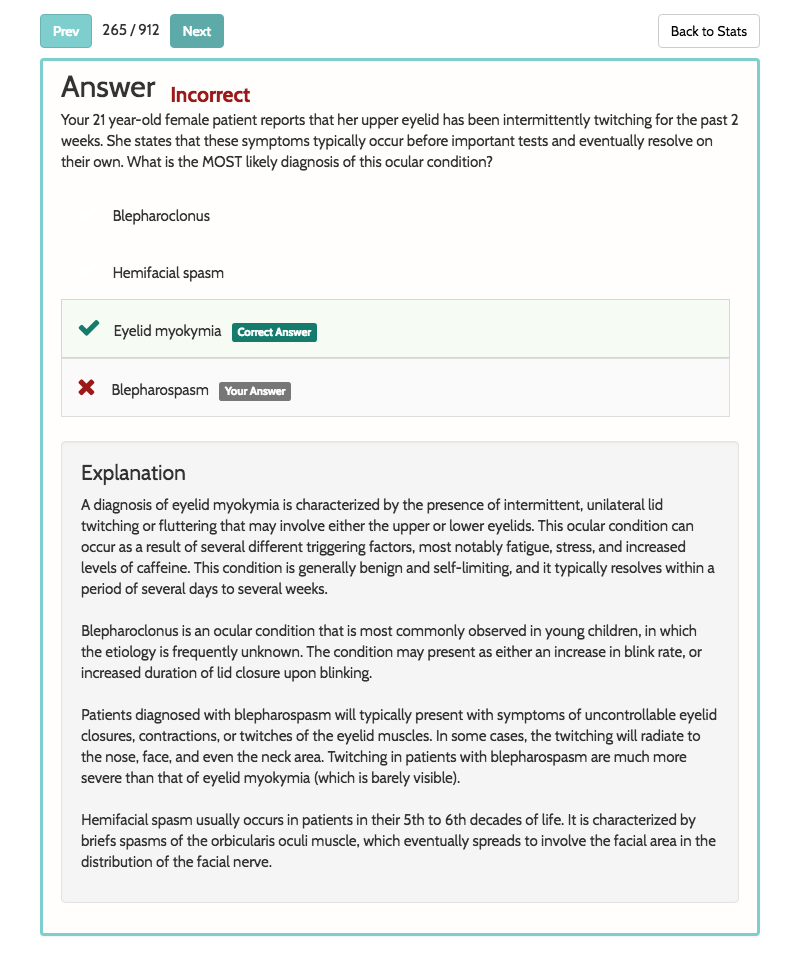 Prev 265 / 912 Next Back to Stats
Answer Incorrect
Your 21 year-old female patient reports that her upper eyelid has been intermittently twitching for the past 2
weeks. She states that these symptoms typically occur before important tests and eventually resolve on
their own. What is the MOST likely diagnosis of this ocular condition?
Blepharoclonus
Hemifacial spasm
Eyelid myokymia Correct Answer
Blepharospasm Your Answer
Explanation
A diagnosis of eyelid myokymia is characterized by the presence of intermittent, unilateral lid
twitching or fluttering that may involve either the upper or lower eyelids. This ocular condition can
occur as a result of several different triggering factors, most notably fatigue, stress, and increased
levels of caffeine. This condition is generally benign and self-limiting, and it typically resolves within a
period of several days to several weeks.
Blepharoclonus is an ocular condition that is most commonly observed in young children, in which
the etiology is frequently unknown. The condition may present as either an increase in blink rate, or
increased duration of lid closure upon blinking.
Patients diagnosed with blepharospasm will typically present with symptoms of uncontrollable eyelid
closures, contractions, or twitches of the eyelid muscles. In some cases, the twitching will radiate to
the nose, face, and even the neck area. Twitching in patients with blepharospasm are much more
severe than that of eyelid myokymia (which is barely visible).
Hemifacial spasm usually occurs in patients in their 5th to 6th decades of life. It is characterized by
briefs spasms of the orbicularis oculi muscle, which eventually spreads to involve the facial area in the
distribution of the facial nerve.